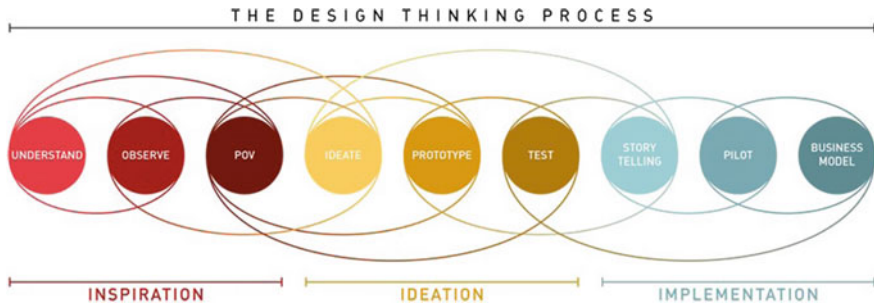 THE DESIGN THINKING PROCESS
UNDERSTAND
OBSERVE
POV
IDEATE
PROTOTYPE
TEST
STORY
TELLING
PILOT
BUSINESS
MODEL
INSPIRATION
IDEATION
IMPLEMENTATION